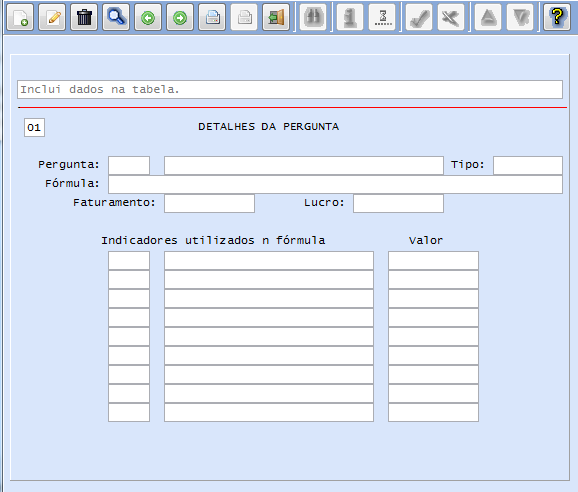 Inclui dados na tabela.
01 DETALHES DA PERGUNTA
Pergunta: Tipo:
Fórmula:
Faturamento: Lucro:
Indicadores utilizados n fórmula Valor